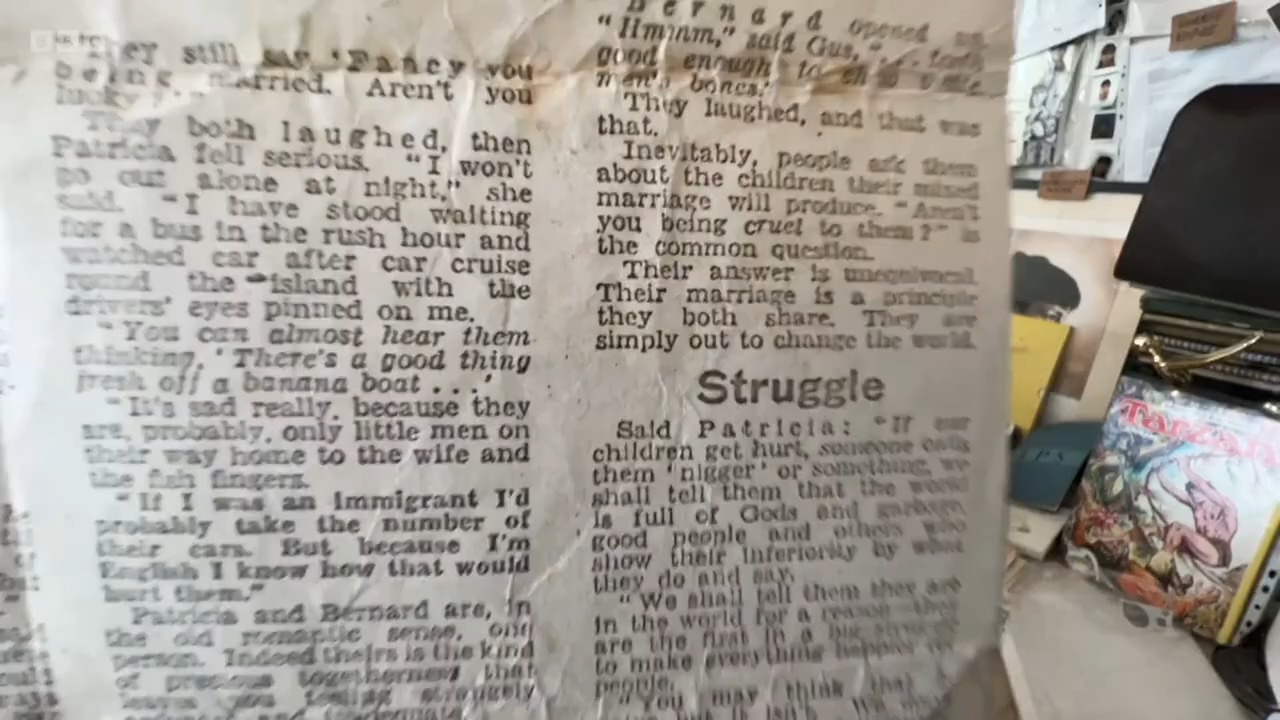 They still say 'Fancy you
being married. Aren't you
lucky
They both laughed, then
Patricia fell serious. "I won't
go out alone at night," she
said. "I have stood waiting
for a bus in the rush hour and
watched car after car cruise
round the island with the
drivers' eyes pinned on me.
"You can almost hear them
thinking, 'There's a good thing
fresh off a banana boat . . .'
"It's sad really, because they
are, probably, only little men on
their way home to the wife and
the fish fingers.
"If I was an immigrant I'd
probably take the number of
their cars. But because I'm
English I know how that would
hurt them."
Patricia and Bernard are, in
the old romantic sense, one
person. Indeed theirs is the kind
of precious togetherness that
leaves you feeling strangely
Bernard opened
"Hmmm," said Gus, "
good enough to
men's bones."
They laughed, and that was
that.
Inevitably, people ask them
about the children their mixed
marriage will produce. "Aren't
you being cruel to them?" is
the common question.
Their answer is unequivocal.
Their marriage is a principle
they both share. They are
simply out to change the world.
Struggle
Said Patricia: "If our
children get hurt, someone calls
them 'nigger' or something, we
shall tell them that the world
is full of Gods and garbage,
good people and others who
show their inferiority by what
they do and say.
"We shall tell them they are
in the world for a reason—they
are the first in a big struggle
to make everything happier for
people.
"You may think that
TARZAN